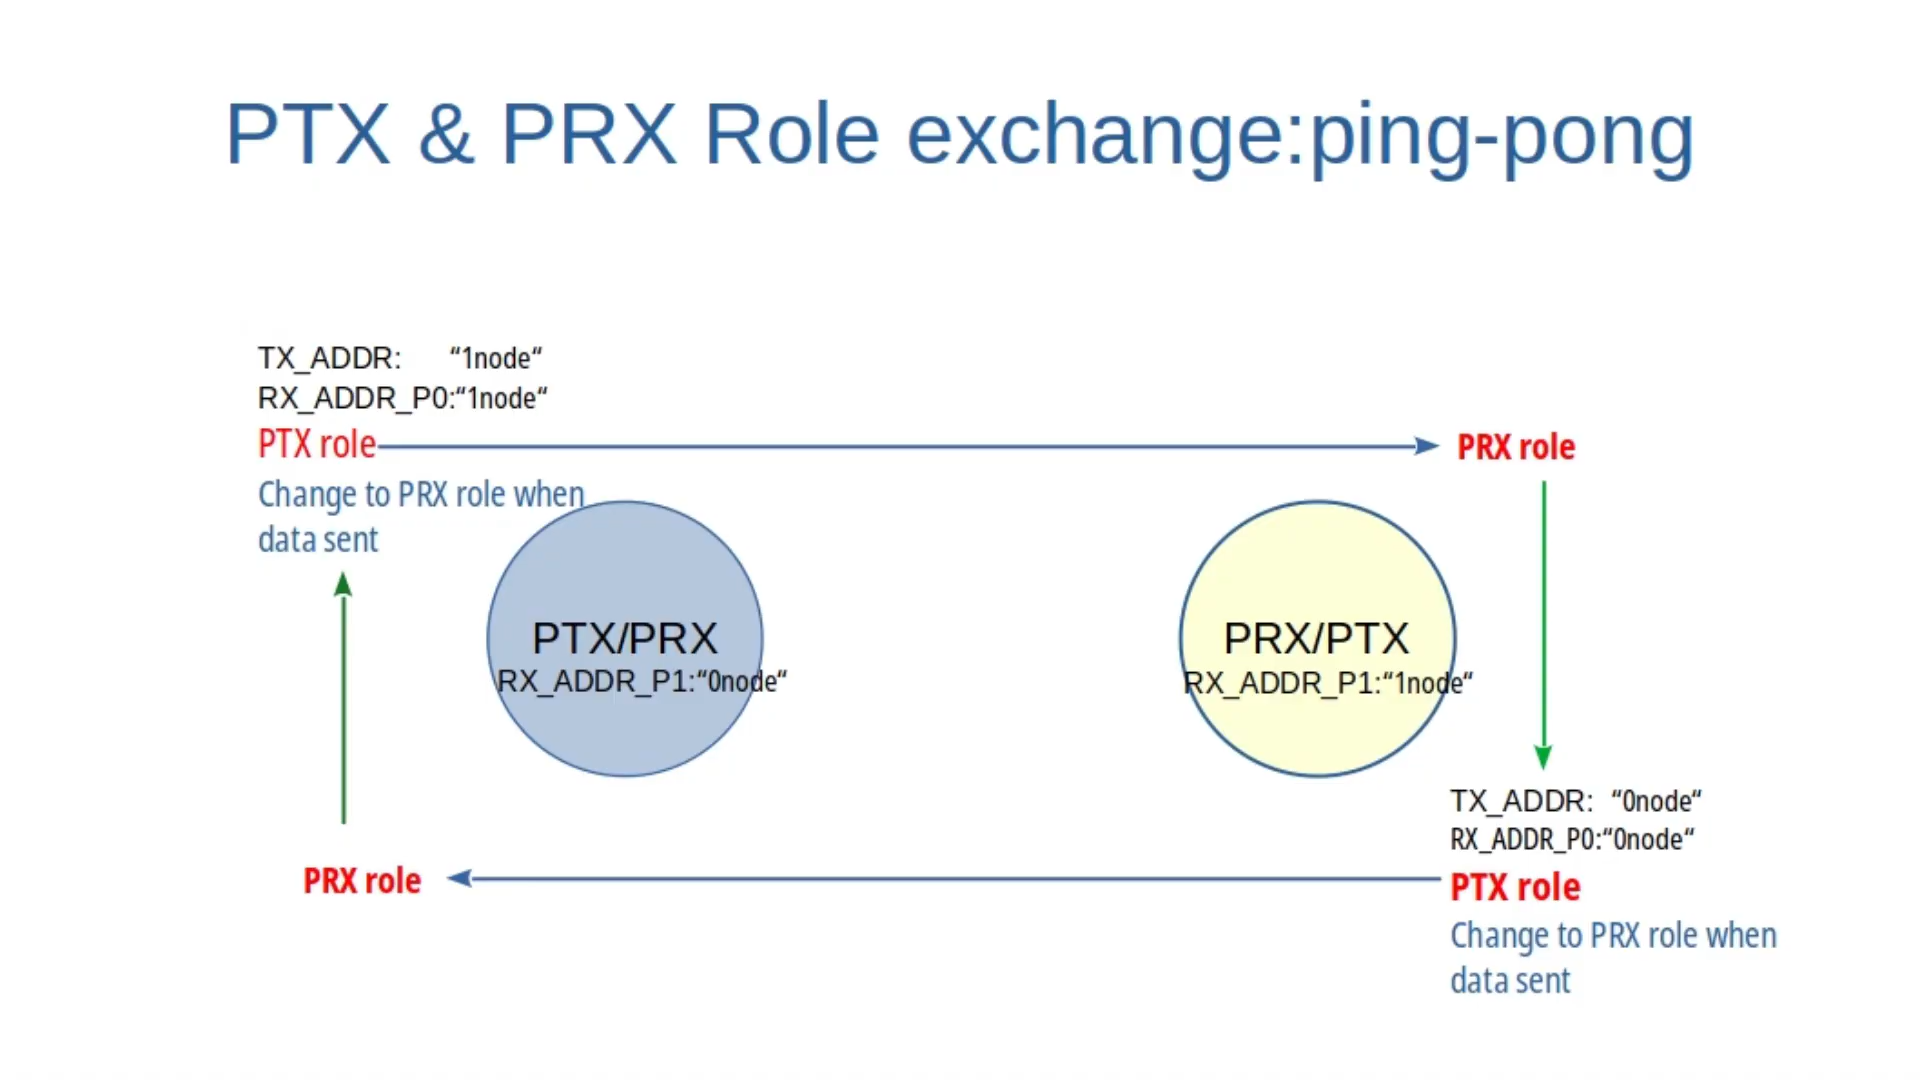 PTX & PRX Role exchange:ping-pong
TX_ADDR: “1node“
RX_ADDR_P0:“1node“
PTX role
PRX role
Change to PRX role when
data sent
PTX/PRX
RX_ADDR_P1:“0node“
PRX/PTX
RX_ADDR_P1:“1node“
TX_ADDR: “0node“
RX_ADDR_P0:“0node“
PRX role
PTX role
Change to PRX role when
data sent